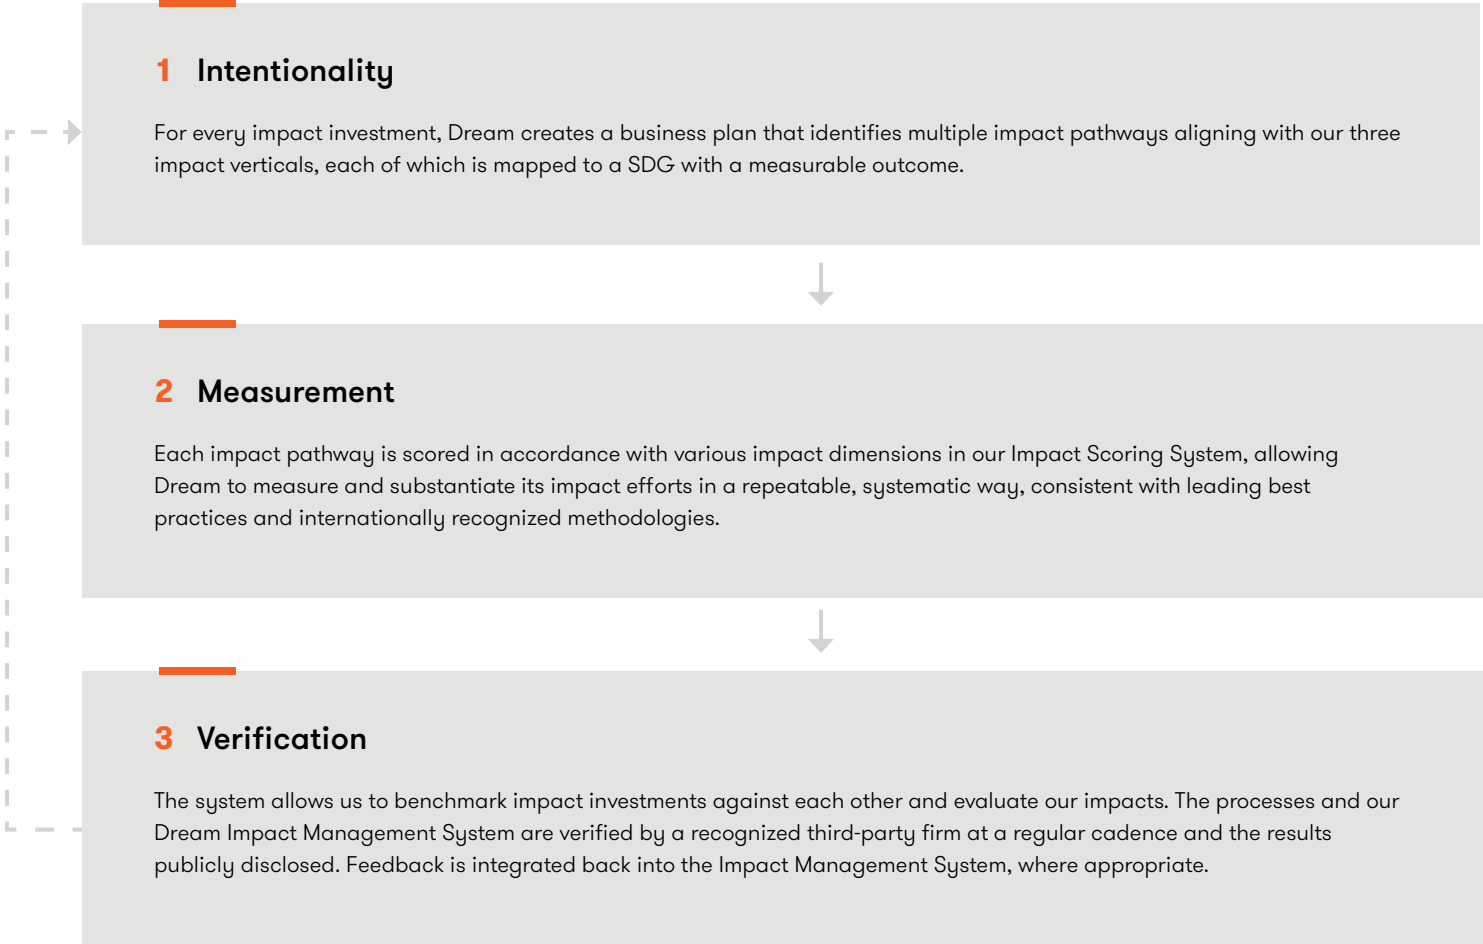 1 Intentionality
For every impact investment, Dream creates a business plan that identifies multiple impact pathways aligning with our three
impact verticals, each of which is mapped to a SDG with a measurable outcome.
2 Measurement
Each impact pathway is scored in accordance with various impact dimensions in our Impact Scoring System, allowing
Dream to measure and substantiate its impact efforts in a repeatable, systematic way, consistent with leading best
practices and internationally recognized methodologies.
3 Verification
The system allows us to benchmark impact investments against each other and evaluate our impacts. The processes and our
Dream Impact Management System are verified by a recognized third-party firm at a regular cadence and the results
publicly disclosed. Feedback is integrated back into the Impact Management System, where appropriate.